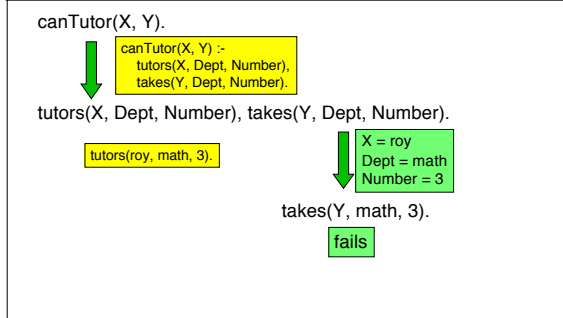 canTutor(X, Y).
canTutor(X, Y) :-
tutors(X, Dept, Number),
takes(Y, Dept, Number).
tutors(X, Dept, Number), takes(Y, Dept, Number).
tutors(roy, math, 3).
X = roy
Dept = math
Number = 3
takes(Y, math, 3).
fails